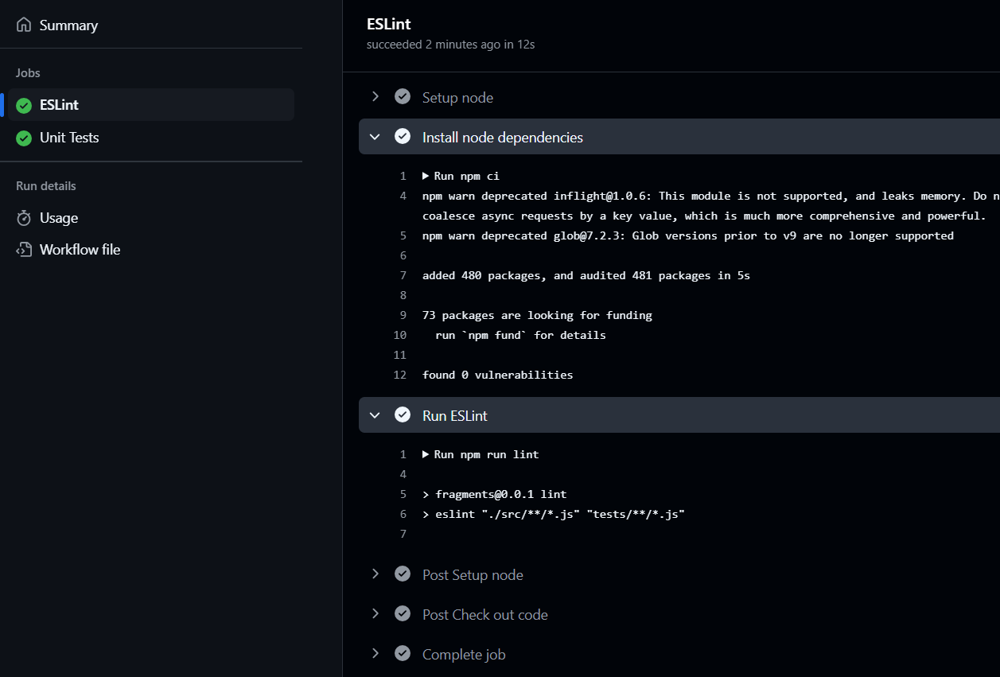 Summary
Jobs
ESLint
Unit Tests
Run details
Usage
Workflow file
ESLint
succeeded 2 minutes ago in 12s
Setup node
Install node dependencies
1 Run npm ci
4 npm warn deprecated inflight@1.0.6: This module is not supported, and leaks memory. Do
coalesce async requests by a key value, which is much more comprehensive and powerful.
5 npm warn deprecated glob@7.2.3: Glob versions prior to v9 are no longer supported
6
7 added 480 packages, and audited 481 packages in 5s
8
9 73 packages are looking for funding
10 run `npm fund` for details
11
12 found 0 vulnerabilities
Run ESLint
1 Run npm run lint
4
5 > fragments@0.0.1 lint
6 > eslint "./src/**/*.js" "tests/**/*.js"
7
Post Setup node
Post Check out code
Complete job